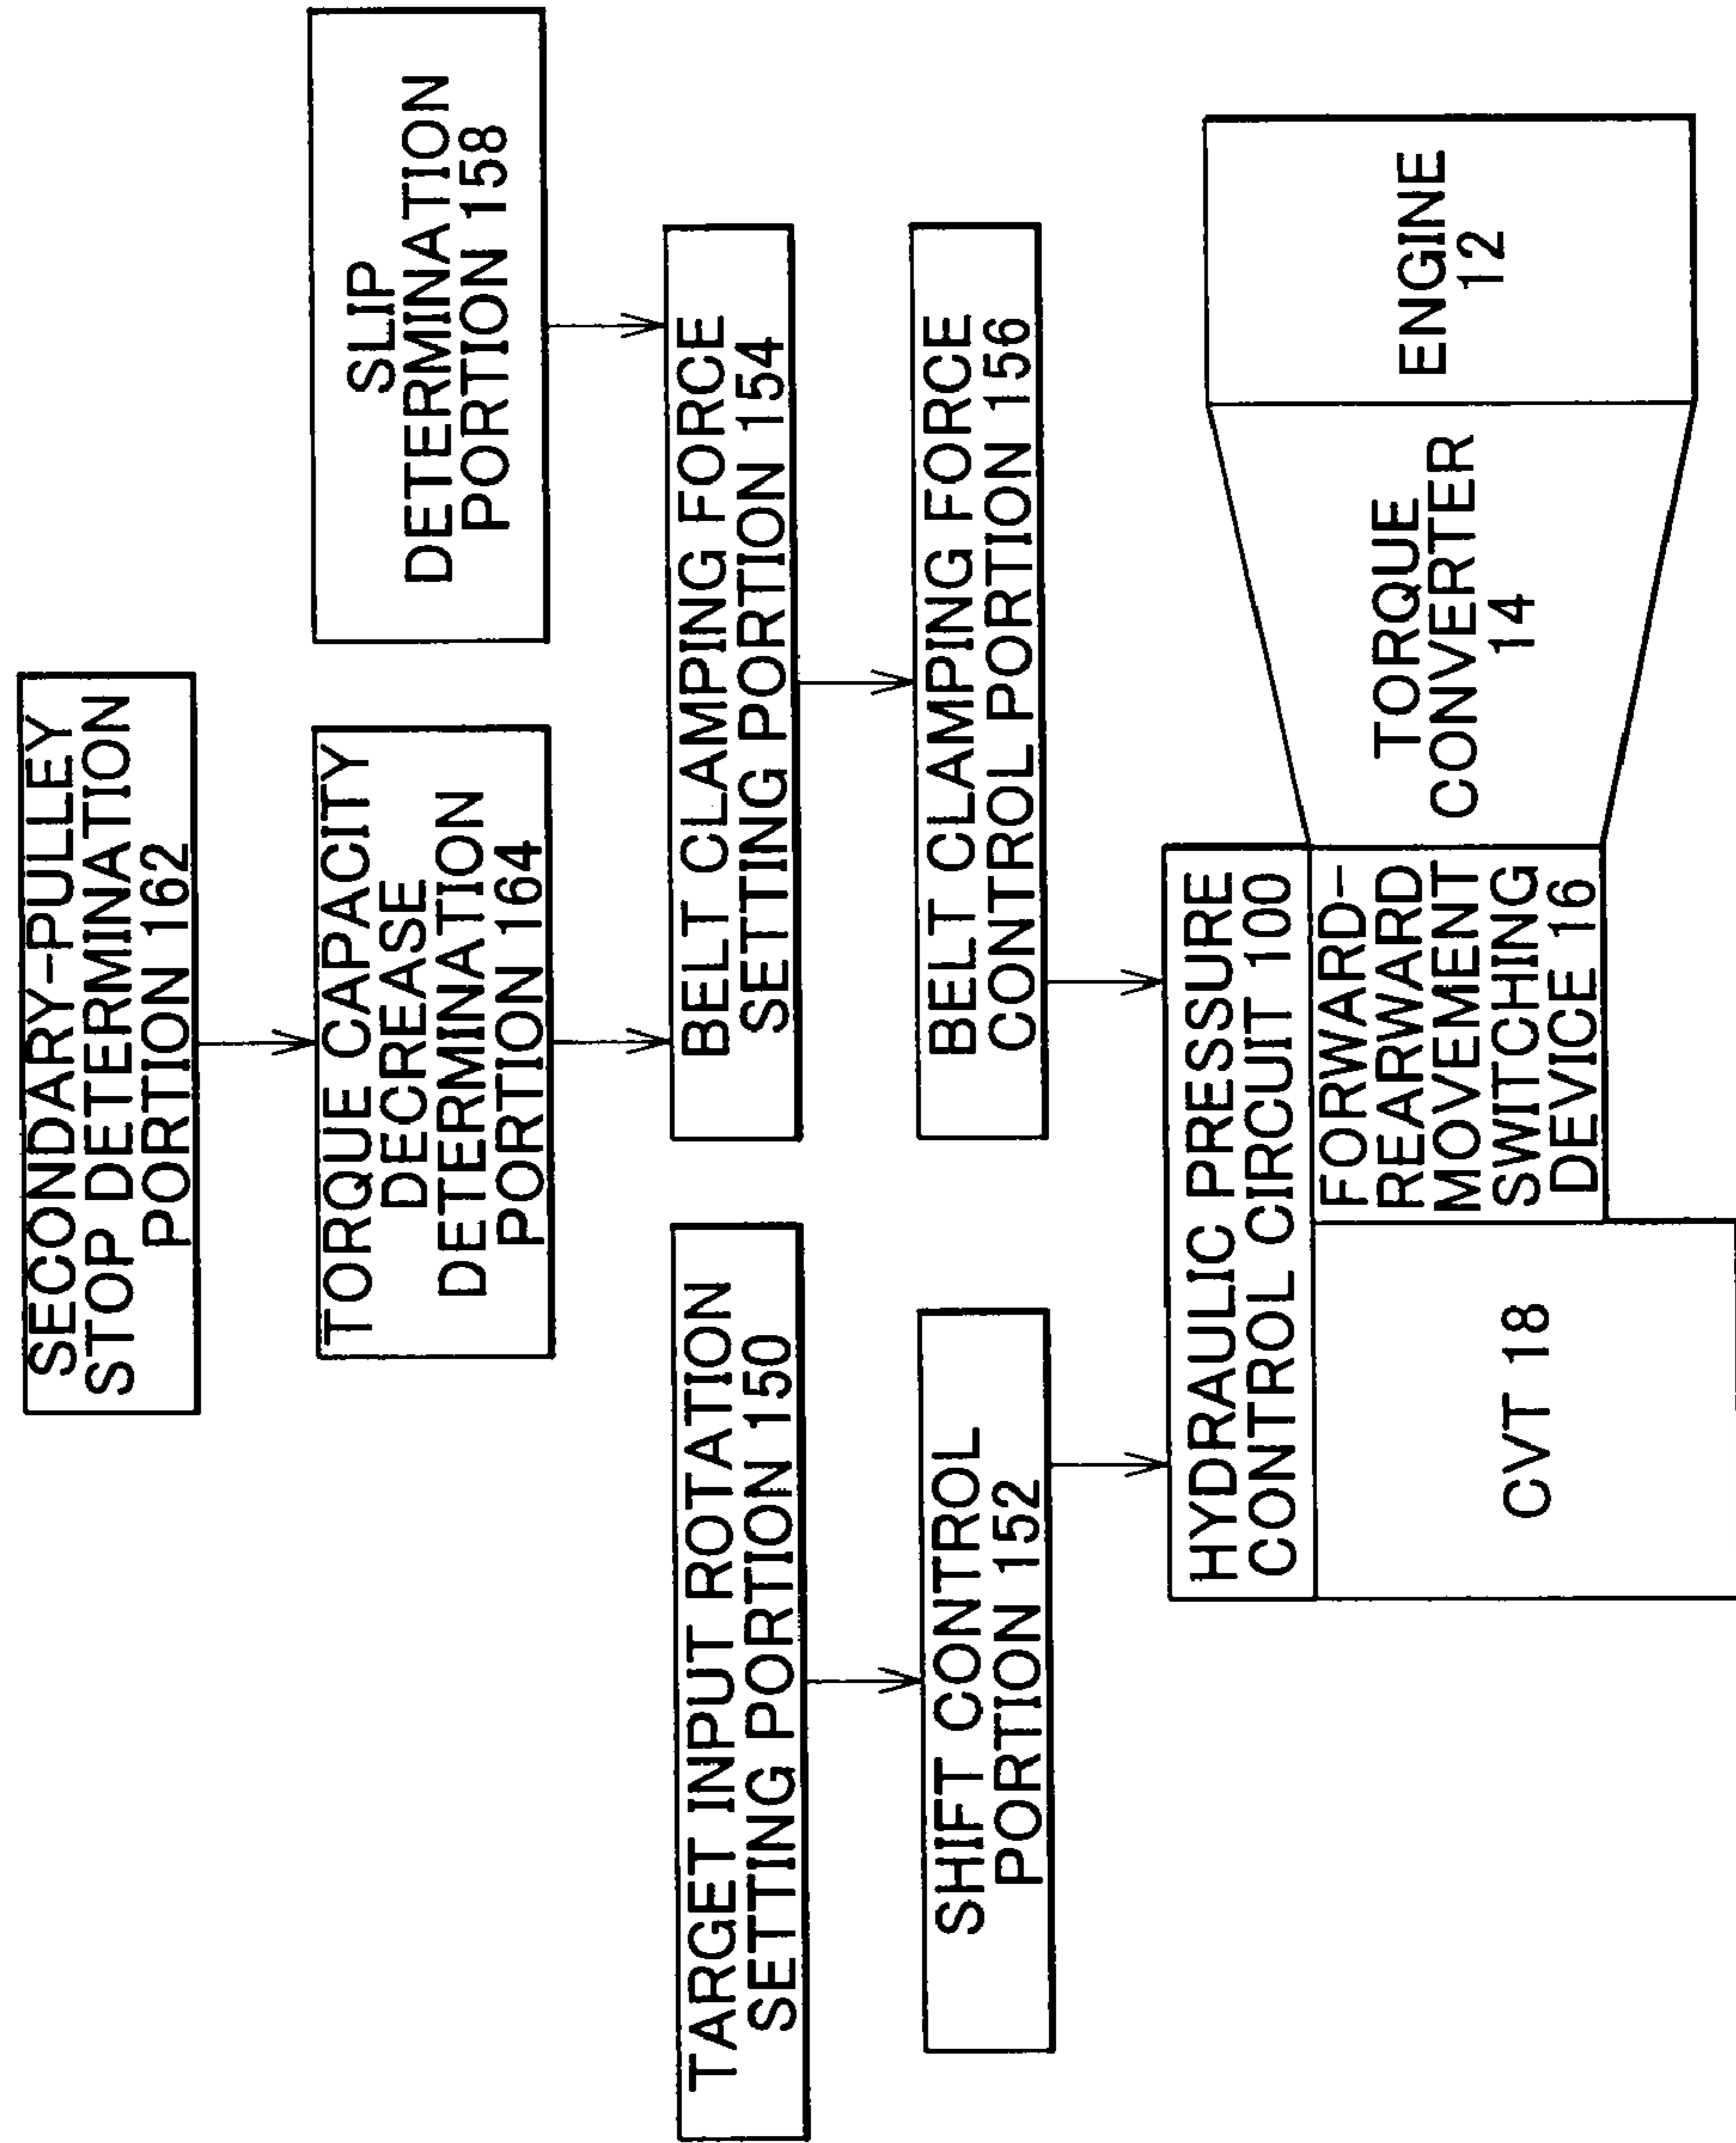 SECONDARY-PULLEY
STOP DETERMINATION
PORTION 162
TORQUE CAPACITY
DECREASE
DETERMINATION
PORTION 164
SLIP
DETERMINATION
PORTION 158
TARGET INPUT ROTATION
SETTING PORTION 150
BELT CLAMPING FORCE
SETTING PORTION 154
SHIFT CONTROL
PORTION 152
BELT CLAMPING FORCE
CONTROL PORTION 156
HYDRAULIC PRESSURE
CONTROL CIRCUIT 100
CVT 18
FORWARD-
REARWARD
MOVEMENT
SWITCHING
DEVICE 16
TORQUE
CONVERTER
14
ENGINE
12